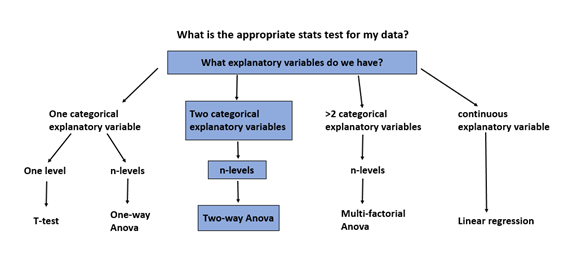 What is the appropriate stats test for my data?
What explanatory variables do we have?
One categorical
explanatory variable
Two categorical
explanatory variables
>2 categorical
explanatory variables
continuous
explanatory variable
One level
n-levels
n-levels
n-levels
T-test
One-way
Anova
Two-way Anova
Multi-factorial
Anova
Linear regression